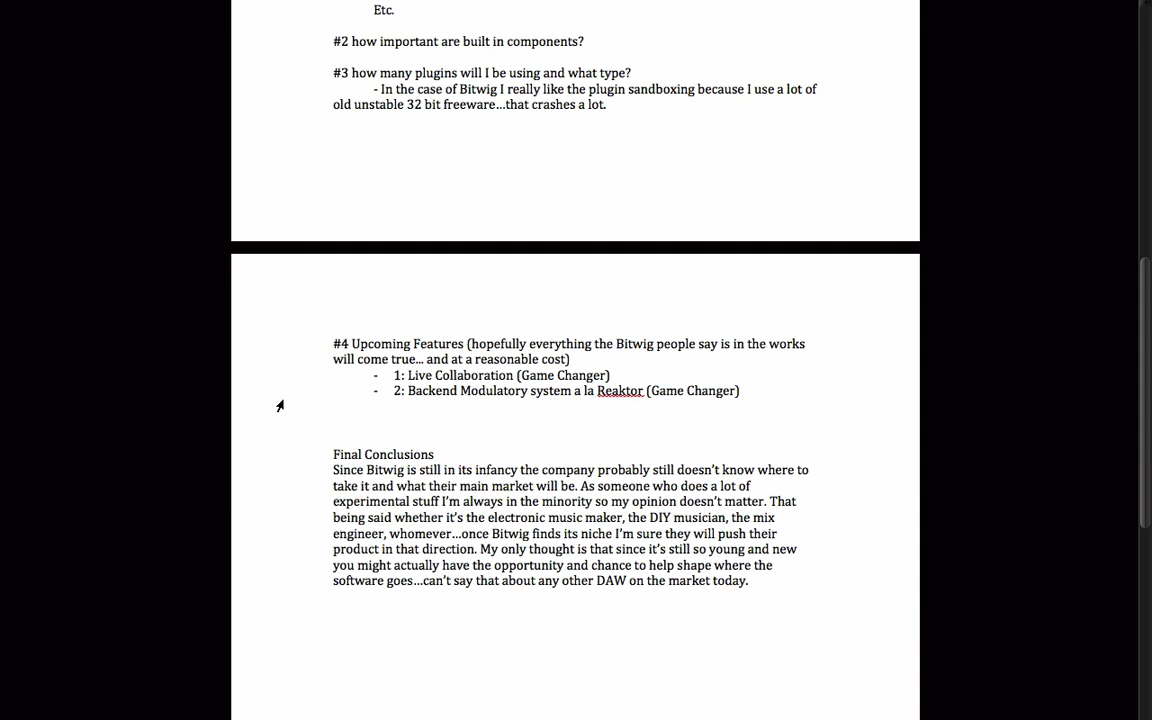 Etc.
#2 how important are built in components?
#3 how many plugins will I be using and what type?
- In the case of Bitwig I really like the plugin sandboxing because I use a lot of
old unstable 32 bit freeware...that crashes a lot.
#4 Upcoming Features (hopefully everything the Bitwig people say is in the works
will come true... and at a reasonable cost)
- 1: Live Collaboration (Game Changer)
- 2: Backend Modulatory system a la Reaktor (Game Changer)
Final Conclusions
Since Bitwig is still in its infancy the company probably still doesn't know where to
take it and what their main market will be. As someone who does a lot of
experimental stuff I'm always in the minority so my opinion doesn't matter. That
being said whether it's the electronic music maker, the DIY musician, the mix
engineer, whomever...once Bitwig finds its niche I'm sure they will push their
product in that direction. My only thought is that since it's still so young and new
you might actually have the opportunity and chance to help shape where the
software goes...can't say that about any other DAW on the market today.